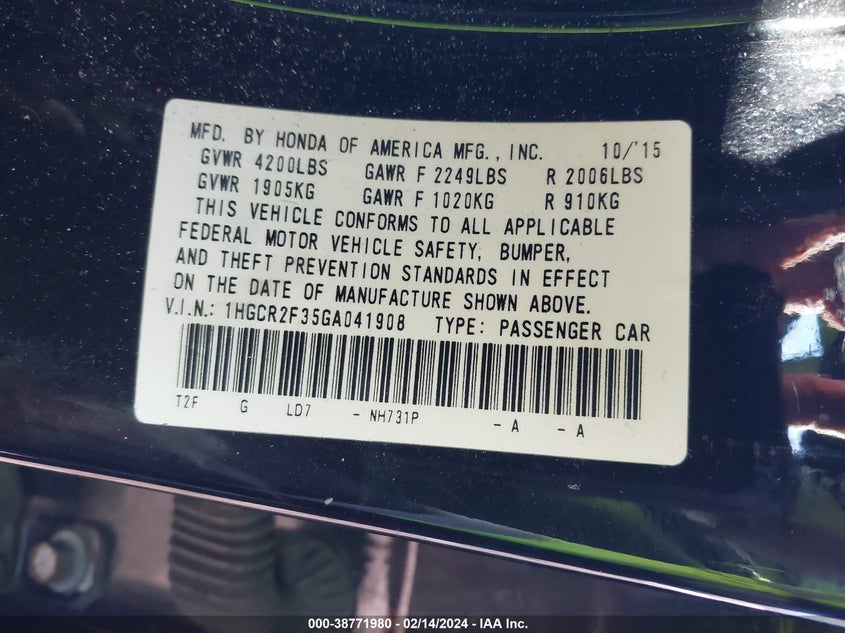 MFD. BY HONDA OF AMERICA MFG., INC. 10/'15
GVWR 4200LBS GAWR F 2249LBS R 2006LBS
GVWR 1905KG GAWR F 1020KG R 910KG
THIS VEHICLE CONFORMS TO ALL APPLICABLE
FEDERAL MOTOR VEHICLE SAFETY, BUMPER,
AND THEFT PREVENTION STANDARDS IN EFFECT
ON THE DATE OF MANUFACTURE SHOWN ABOVE.
V.I.N.: 1HGCR2F35GA041908 TYPE: PASSENGER CAR
T2F G LD7 - NH731P - A - A
000-38771980 — 02/14/2024 — IAA Inc.